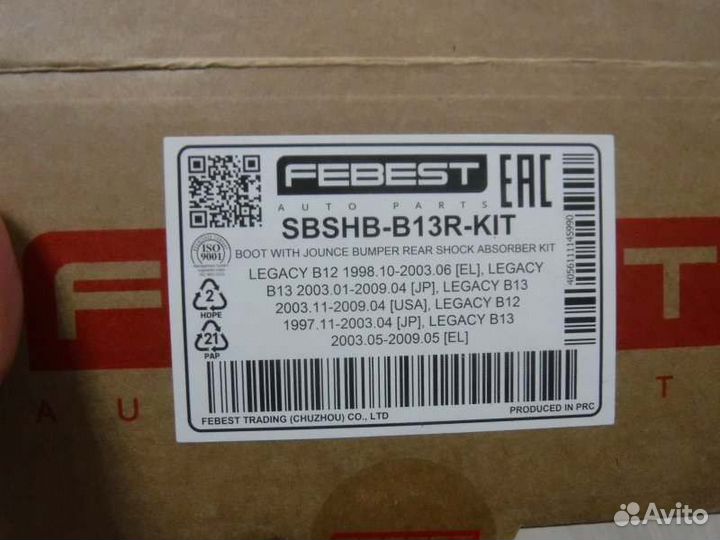 FEBEST
AUTO PARTS
EAC
SBSHB-B13R-KIT
ISO
9001
BOOT WITH JOUNCE BUMPER REAR SHOCK ABSORBER KIT
LEGACY B12 1998.10-2003.06 [EL], LEGACY
B13 2003.01-2009.04 [JP], LEGACY B13
2003.11-2009.04 [USA], LEGACY B12
1997.11-2003.04 [JP], LEGACY B13
2003.05-2009.05 [EL]
2
HDPE
21
PAP
4056111145990
FEBEST TRADING (CHUZHOU) CO., LTD
PRODUCED IN PRC
F
T
A U
T
FEBEST
Avito